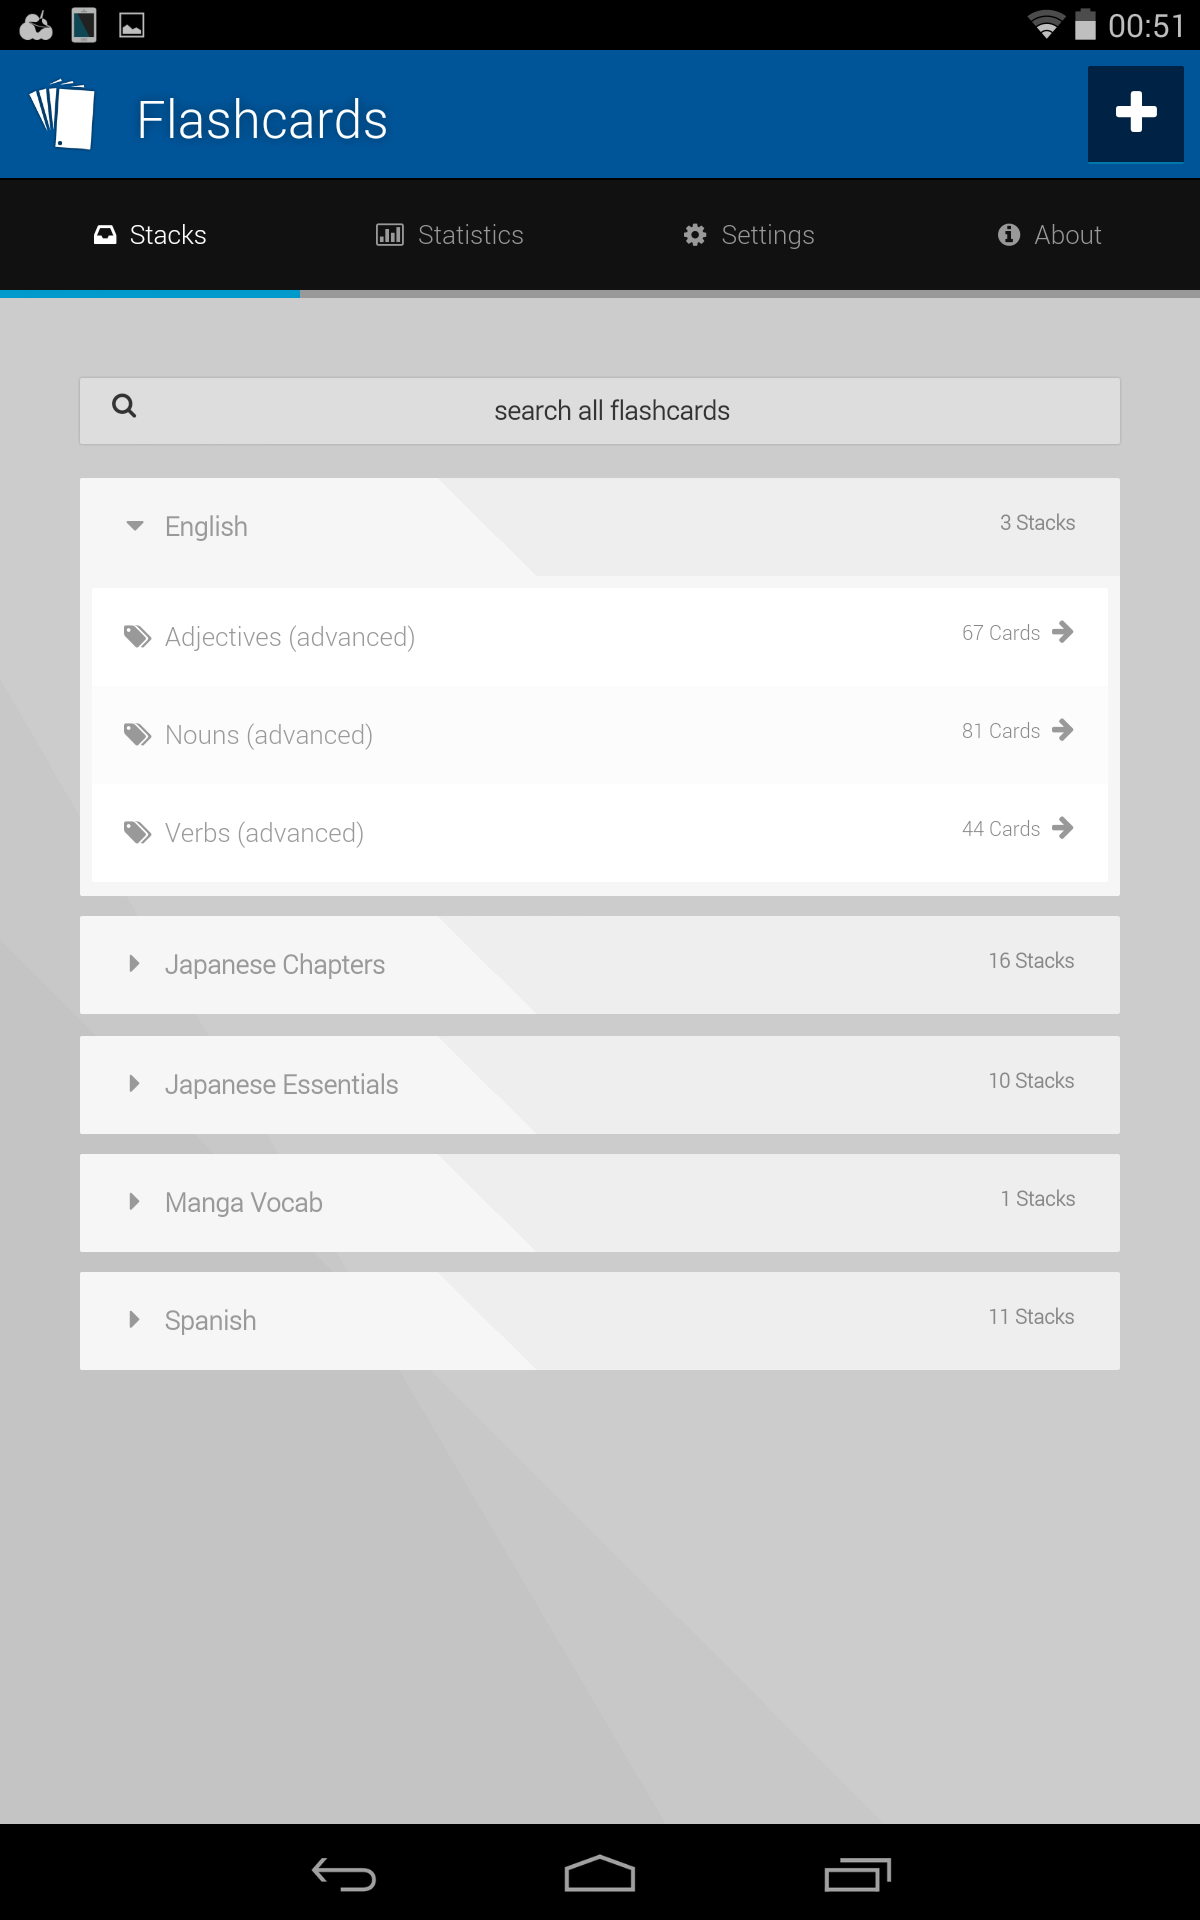 00:51
Flashcards
Stacks Statistics Settings About
search all flashcards
English 3 Stacks
Adjectives (advanced) 67 Cards
Nouns (advanced) 81 Cards
Verbs (advanced) 44 Cards
Japanese Chapters 16 Stacks
Japanese Essentials 10 Stacks
Manga Vocab 1 Stacks
Spanish 11 Stacks